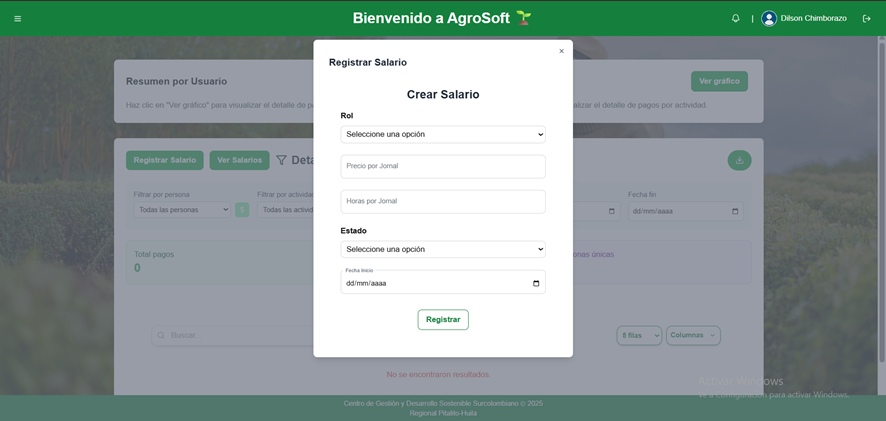 Bienvenido a AgroSoft
| Dilson Chimborazo
×
Registrar Salario
Crear Salario
Rol
Seleccione una opción
Precio por Jornal
Horas por Jornal
Estado
Seleccione una opción
Fecha Inicio
dd/mm/aaaa
Registrar
Resumen por Usuario
Ver gráfico
Haz clic en "Ver gráfico" para visualizar el detalle de pa
alizar el detalle de pagos por actividad.
Registrar Salario
Ver Salarios
Deta
Filtrar por persona
Filtrar por activida
Fecha fin
Todas las personas
Todas las activid
dd/mm/aaaa
Total pagos
0
onas únicas
Buscar
5 filas
Columnas
No se encontraron resultados.
Activar Windows
Ve a Configuración para activar Windows.
Centro de Gestión y Desarrollo Sostenible Surcolombiano © 2025
Regional Pitalito-Huila